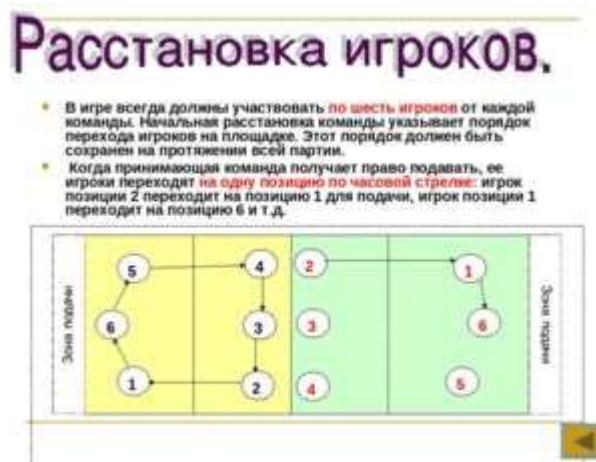 Расстановка игроков.
В игре всегда должны участвовать по шесть игроков от каждой
команды. Начальная расстановка команды указывает порядок
перехода игроков на площадке. Этот порядок должен быть
сохранен на протяжении всей партии.
Когда принимающая команда получает право подавать, ее
игроки переходят на одну позицию по часовой стрелке: игрок
позиции 2 переходит на позицию 1 для подачи, игрок позиции 1
переходит на позицию 6 и т.д.
Зона подачи
5 4 2 1
6 3 3 6
1 2 4 5
Зона подачи